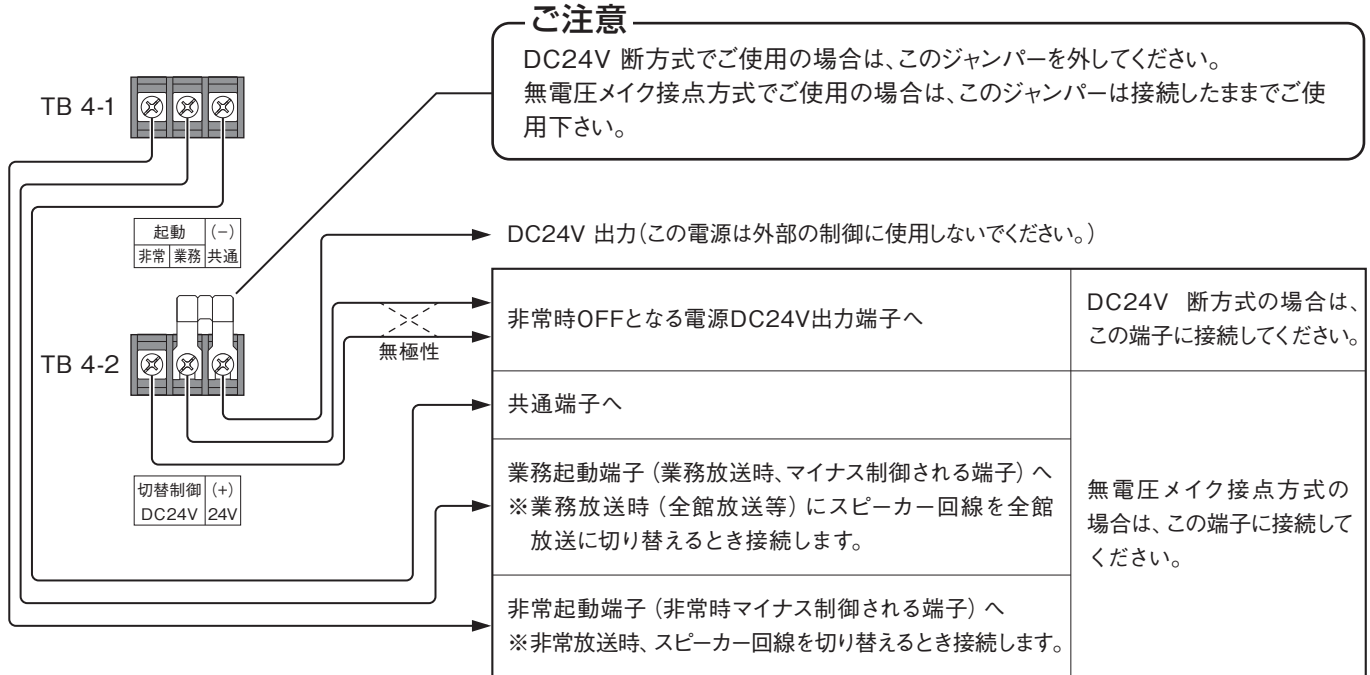 ご注意
DC24V 断方式でご使用の場合は、このジャンパーを外してください。
無電圧メイク接点方式でご使用の場合は、このジャンパーは接続したままでご使
用下さい。
TB 4-1
起動 (−)
非常 業務 共通
DC24V 出力(この電源は外部の制御に使用しないでください。)
TB 4-2
無極性
切替制御 (+)
DC24V 24V
非常時OFFとなる電源DC24V出力端子へ
DC24V 断方式の場合は、
この端子に接続してください。
共通端子へ
業務起動端子(業務放送時、マイナス制御される端子)へ
※業務放送時(全館放送等)にスピーカー回線を全館
放送に切り替えるとき接続します。
無電圧メイク接点方式の
場合は、この端子に接続して
ください。
非常起動端子(非常時マイナス制御される端子)へ
※非常放送時、スピーカー回線を切り替えるとき接続します。